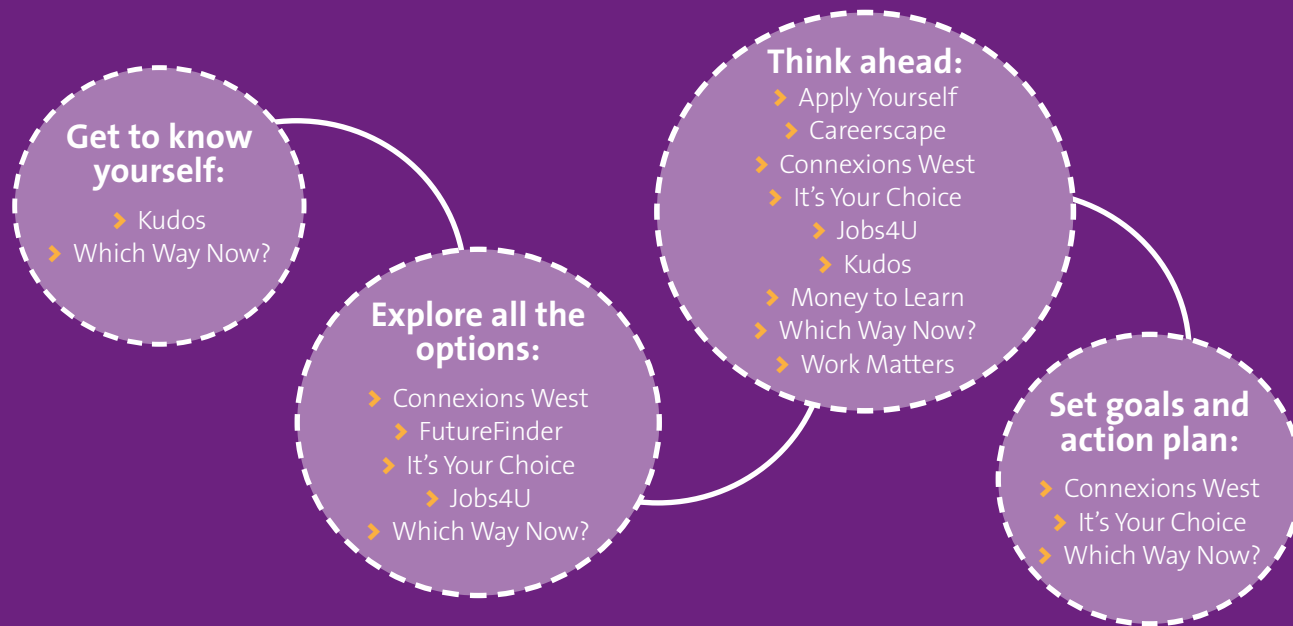 Get to know
yourself:
Kudos
Which Way Now?
Explore all the
options:
Connexions West
FutureFinder
It’s Your Choice
Jobs4U
Which Way Now?
Think ahead:
Apply Yourself
Careerscape
Connexions West
It’s Your Choice
Jobs4U
Kudos
Money to Learn
Which Way Now?
Work Matters
Set goals and
action plan:
Connexions West
It’s Your Choice
Which Way Now?